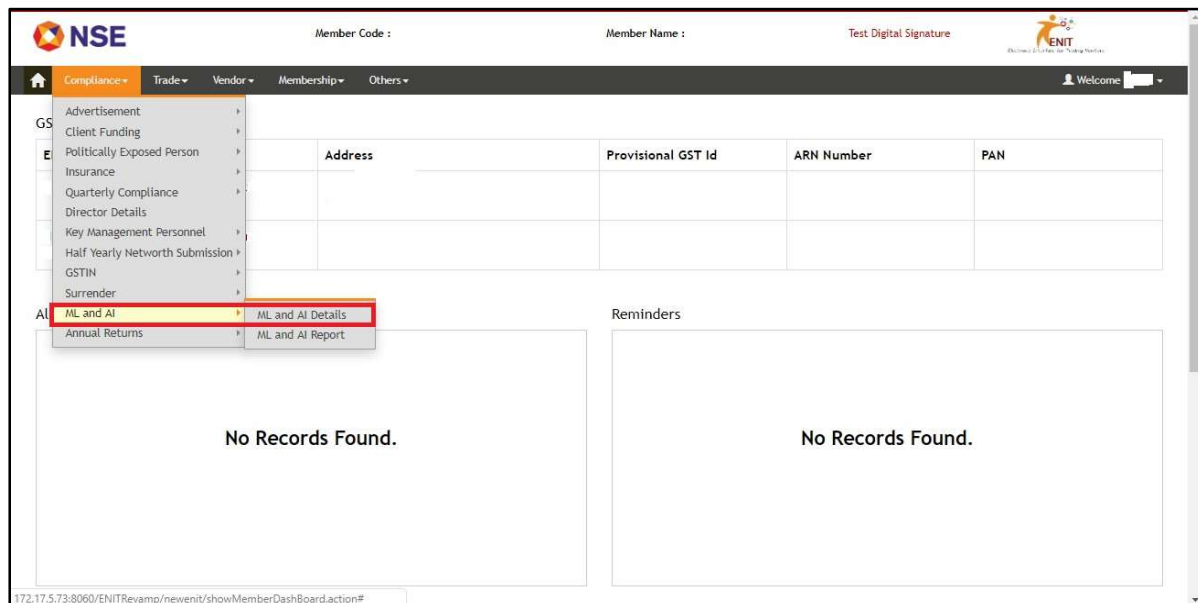 NSE
Member Code :
Member Name :
Test Digital Signature
ENIT
Compliance
Trade
Vendor
Membership
Others
Welcome
GS
Advertisement
Client Funding
Politically Exposed Person
Insurance
Quarterly Compliance
Director Details
Key Management Personnel
Half Yearly Networth Submission
GSTIN
Surrender
ML and AI
Annual Returns
ML and AI Details
ML and AI Report
Address
Provisional GST Id
ARN Number
PAN
Al
Reminders
No Records Found.
No Records Found.
172.17.5.73:8060/ENITRevamp/newenit/showMemberDashBoard.action#